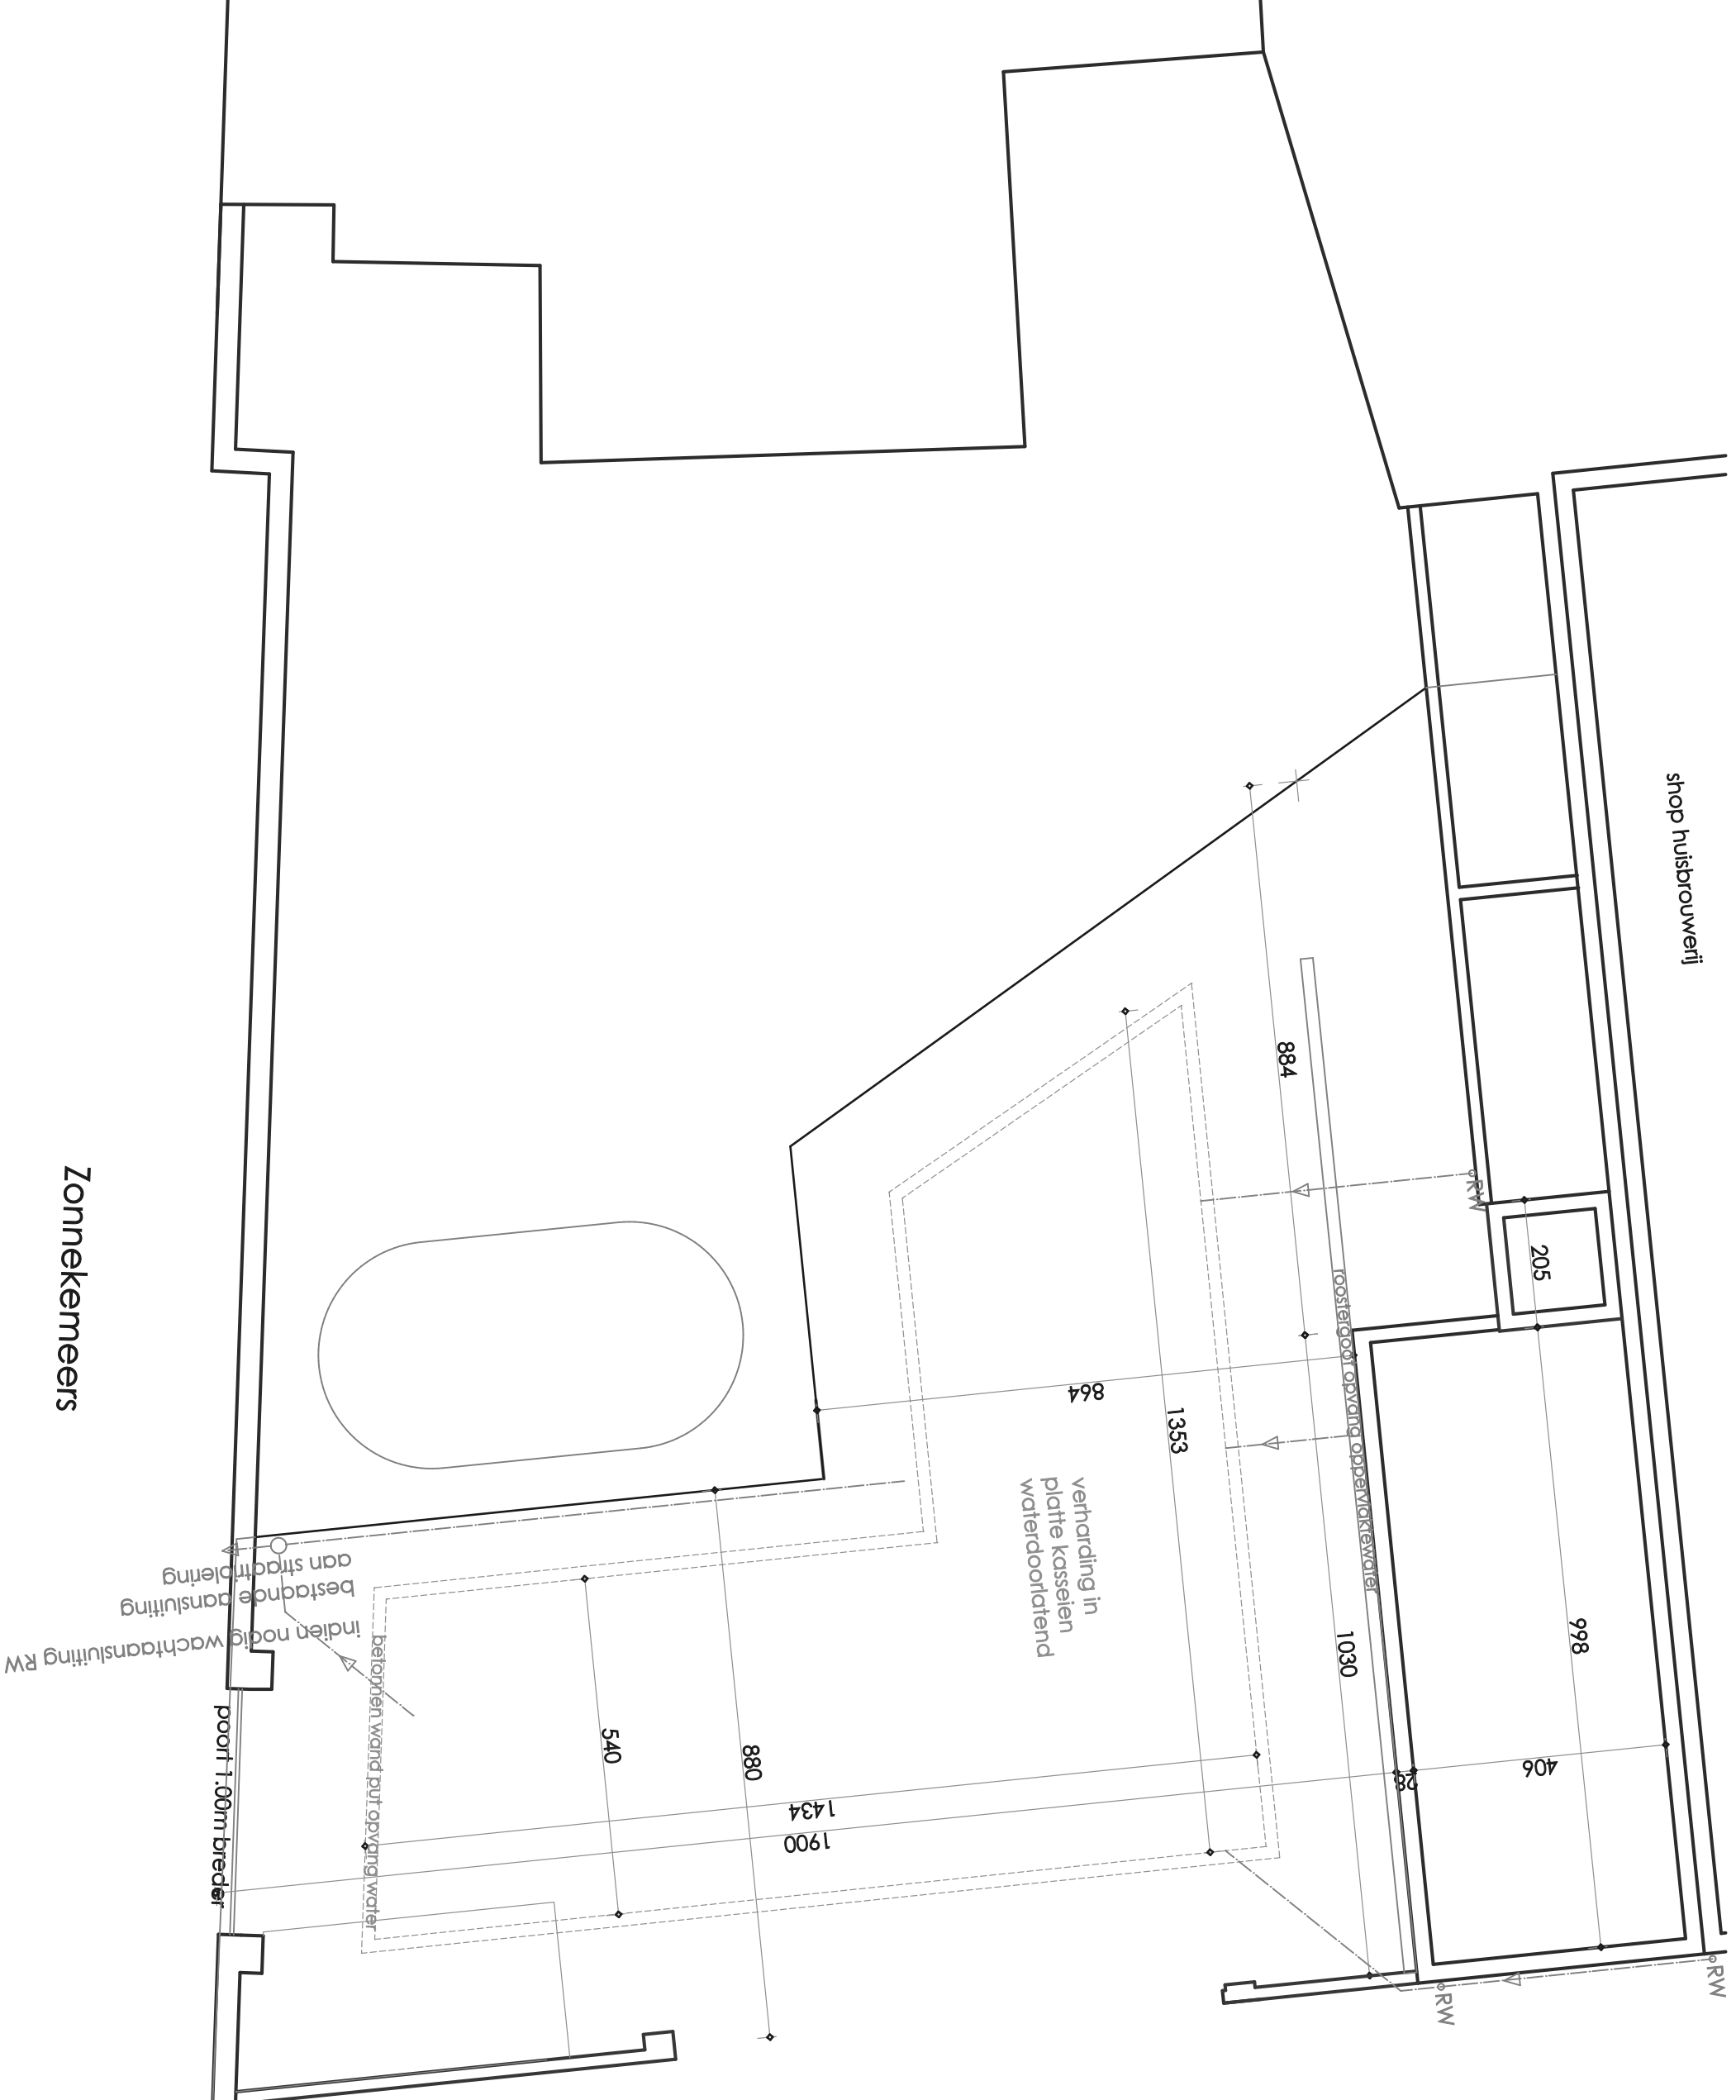 shop huisbrouwerij
884
RW
205
roostergoot opvang oppervlaktewater
864
1353
verharding in
platte kasseien
waterdoorlatend
Zonnekemeers
aan straatriolering
bestaande aansluiting
indien nodig wachtaansluiting RW
betonnen wand put opvang water
poort 1.00m breder
540
880
1030
998
406
28
1434
1900
RW
RW